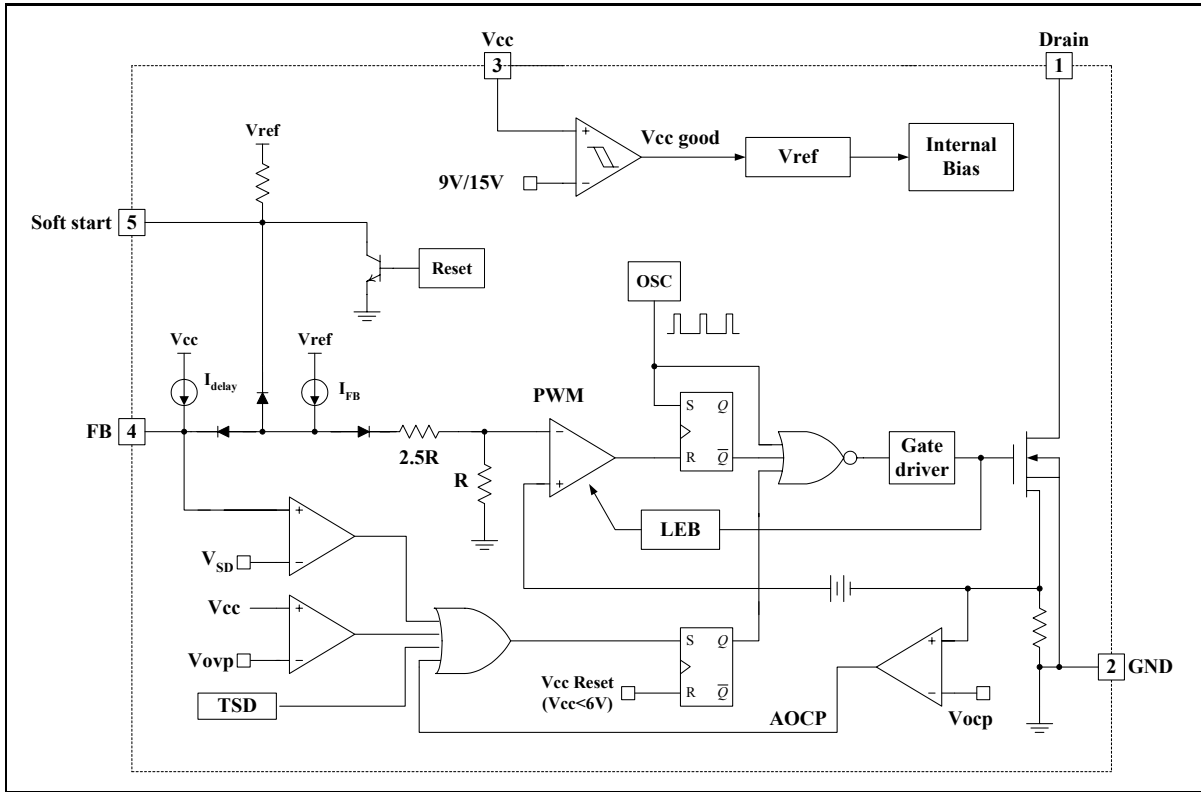 Vcc
3
Drain
1
Vref
Vcc good
Vref
Internal
Bias
9V/15V
Soft start
5
Reset
OSC
Vcc
Vref
Idelay
IFB
PWM
FB
4
2.5R
R
S
Q
R
Q̅
Gate
driver
LEB
VSD
Vcc
Vovp
TSD
S
Q
R
Q̅
Vcc Reset
(Vcc<6V)
AOCP
Vocp
2
GND
+
−
−
+
+
−
+
−
+
−